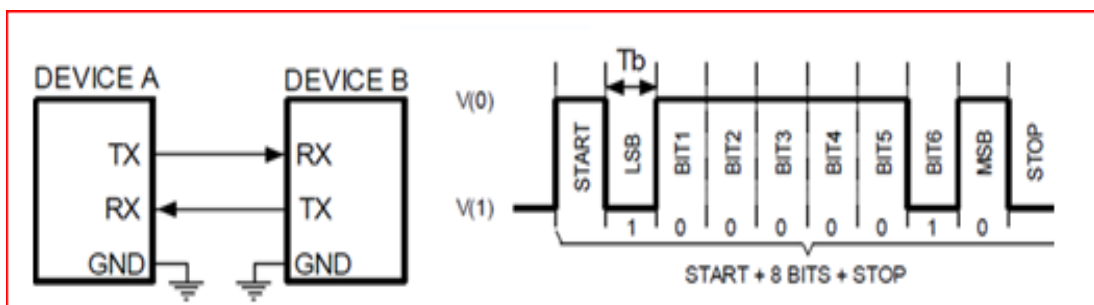 DEVICE A
DEVICE B
TX
RX
RX
TX
GND
GND
Tb
V(0)
V(1)
START
LSB
BIT1
BIT2
BIT3
BIT4
BIT5
BIT6
MSB
STOP
1 0 0 0 0 0 1 0
START + 8 BITS + STOP